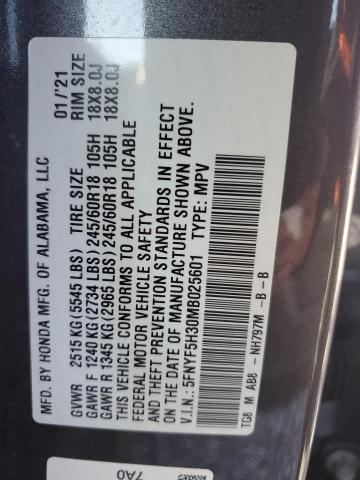 MFD. BY HONDA MFG. OF ALABAMA, LLC 01/'21
GVWR 2515 KG (5545 LBS) TIRE SIZE RIM SIZE
GAWR F 1240 KG (2734 LBS) 245/60R18 105H 18X8.0J
GAWR R 1345 KG (2965 LBS) 245/60R18 105H 18X8.0J
THIS VEHICLE CONFORMS TO ALL APPLICABLE
FEDERAL MOTOR VEHICLE SAFETY
AND THEFT PREVENTION STANDARDS IN EFFECT
ON THE DATE OF MANUFACTURE SHOWN ABOVE.
V.I.N.: 5FNYF5H30MB025601 TYPE: MPV
TG8 M AB8 - NH797M - B - B
7A0